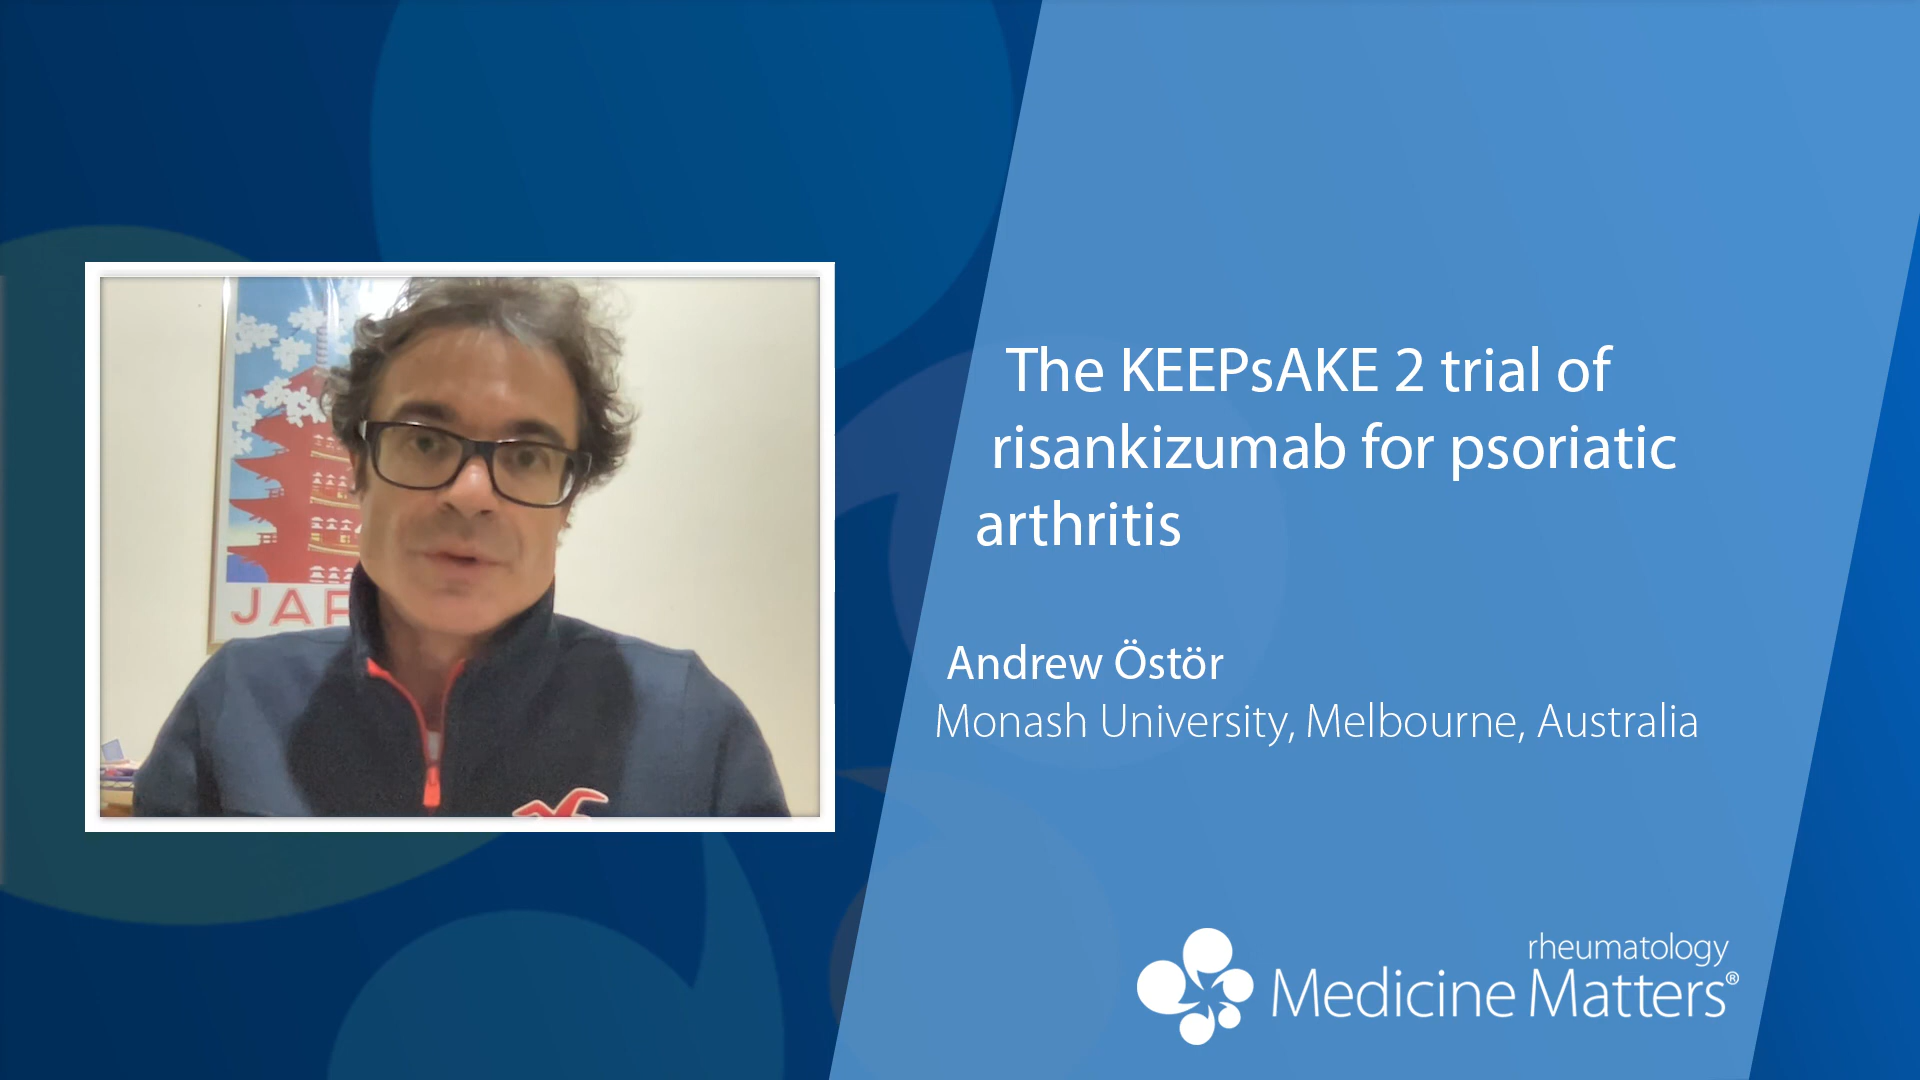 JAP
The KEEPsAKE 2 trial of
risankizumab for psoriatic
arthritis
Andrew Östör
Monash University, Melbourne, Australia
rheumatology
Medicine Matters®